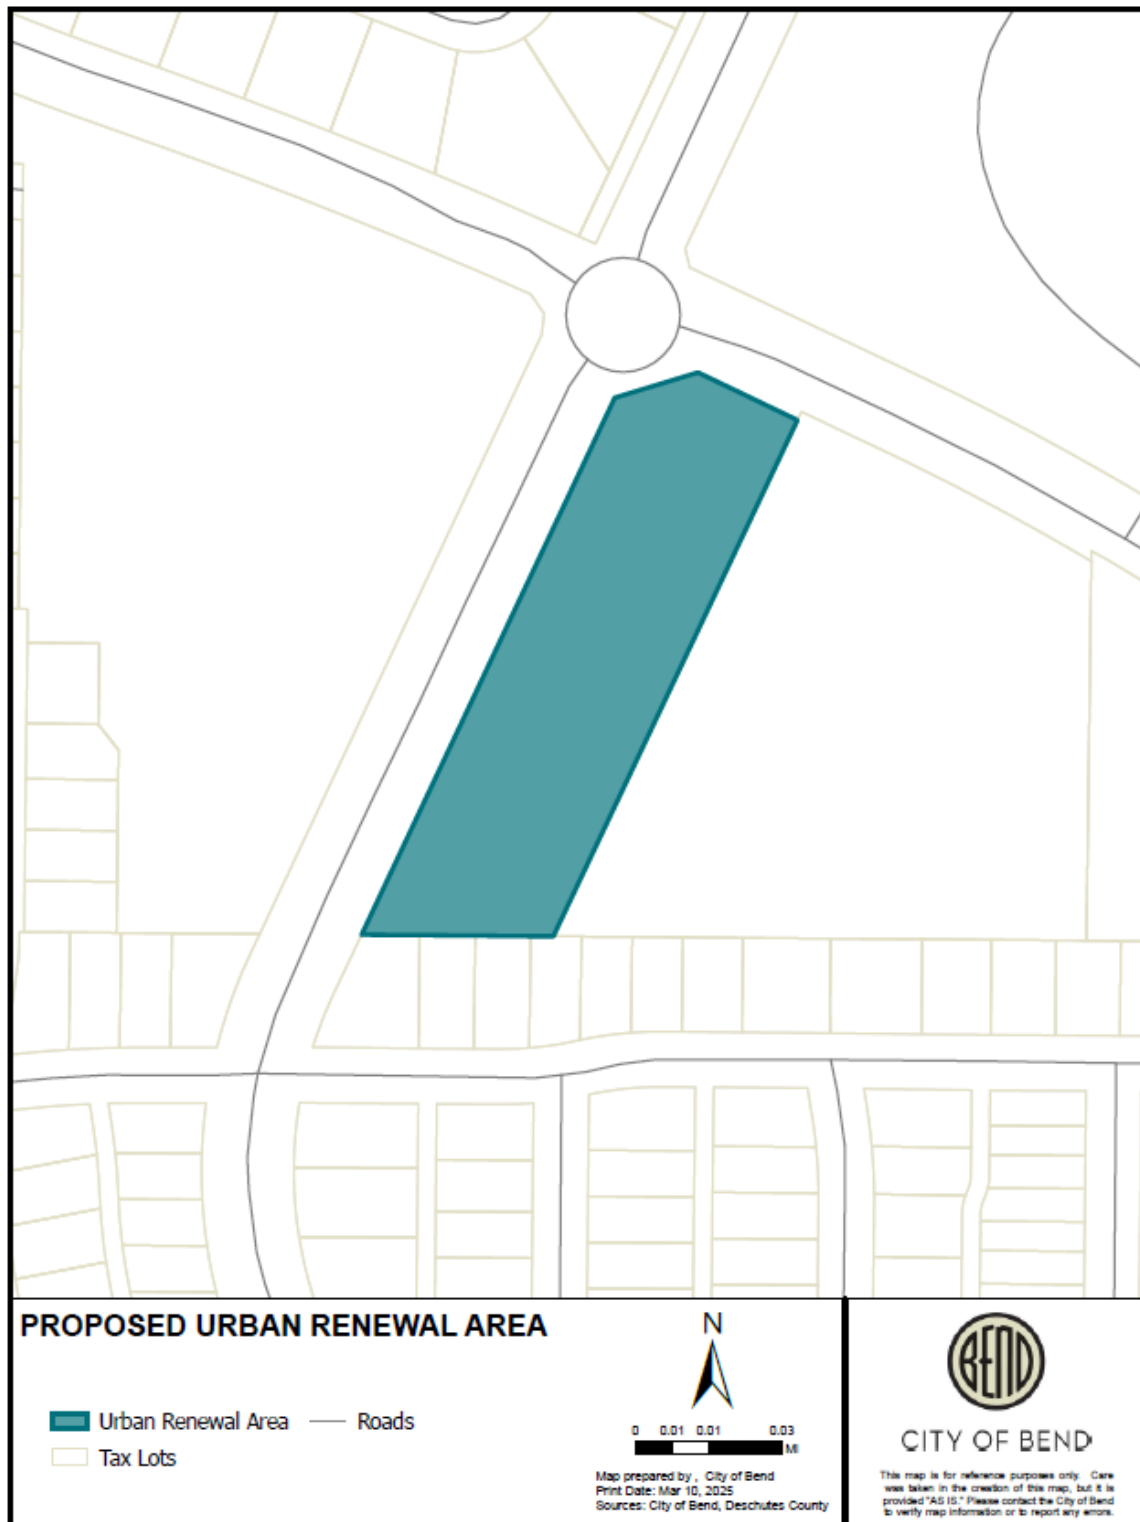 PROPOSED URBAN RENEWAL AREA
Urban Renewal Area
Roads
Tax Lots
N
0 0.01 0.01 0.03
MI
Map prepared by , City of Bend
Print Date: Mar 10, 2025
Sources: City of Bend, Deschutes County
BEND
CITY OF BEND
This map is for reference purposes only. Care
was taken in the creation of this map, but it is
provided "AS IS." Please contact the City of Bend
to verify map information or to report any errors.